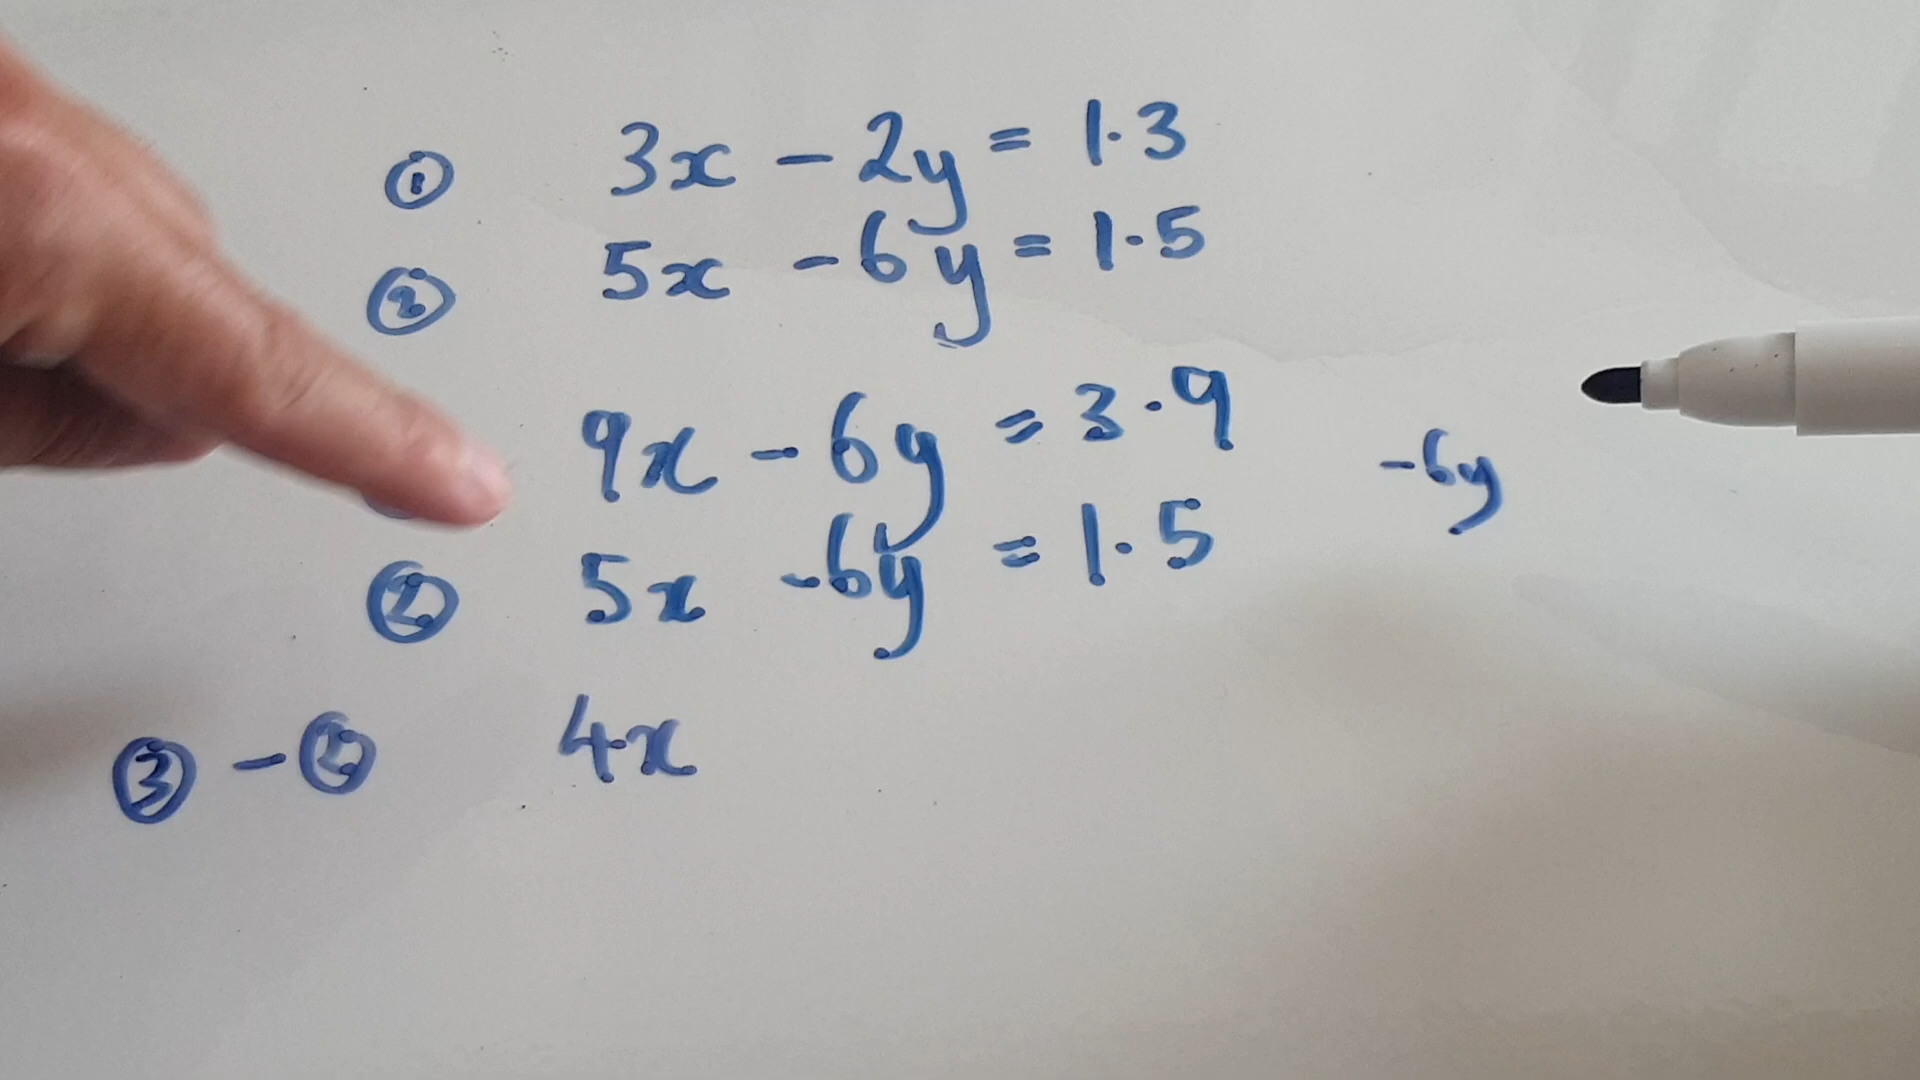 ① 3x - 2y = 1.3
② 5x - 6y = 1.5
9x - 6y = 3.9
-6y
② 5x - 6y = 1.5
③ - ② 4x